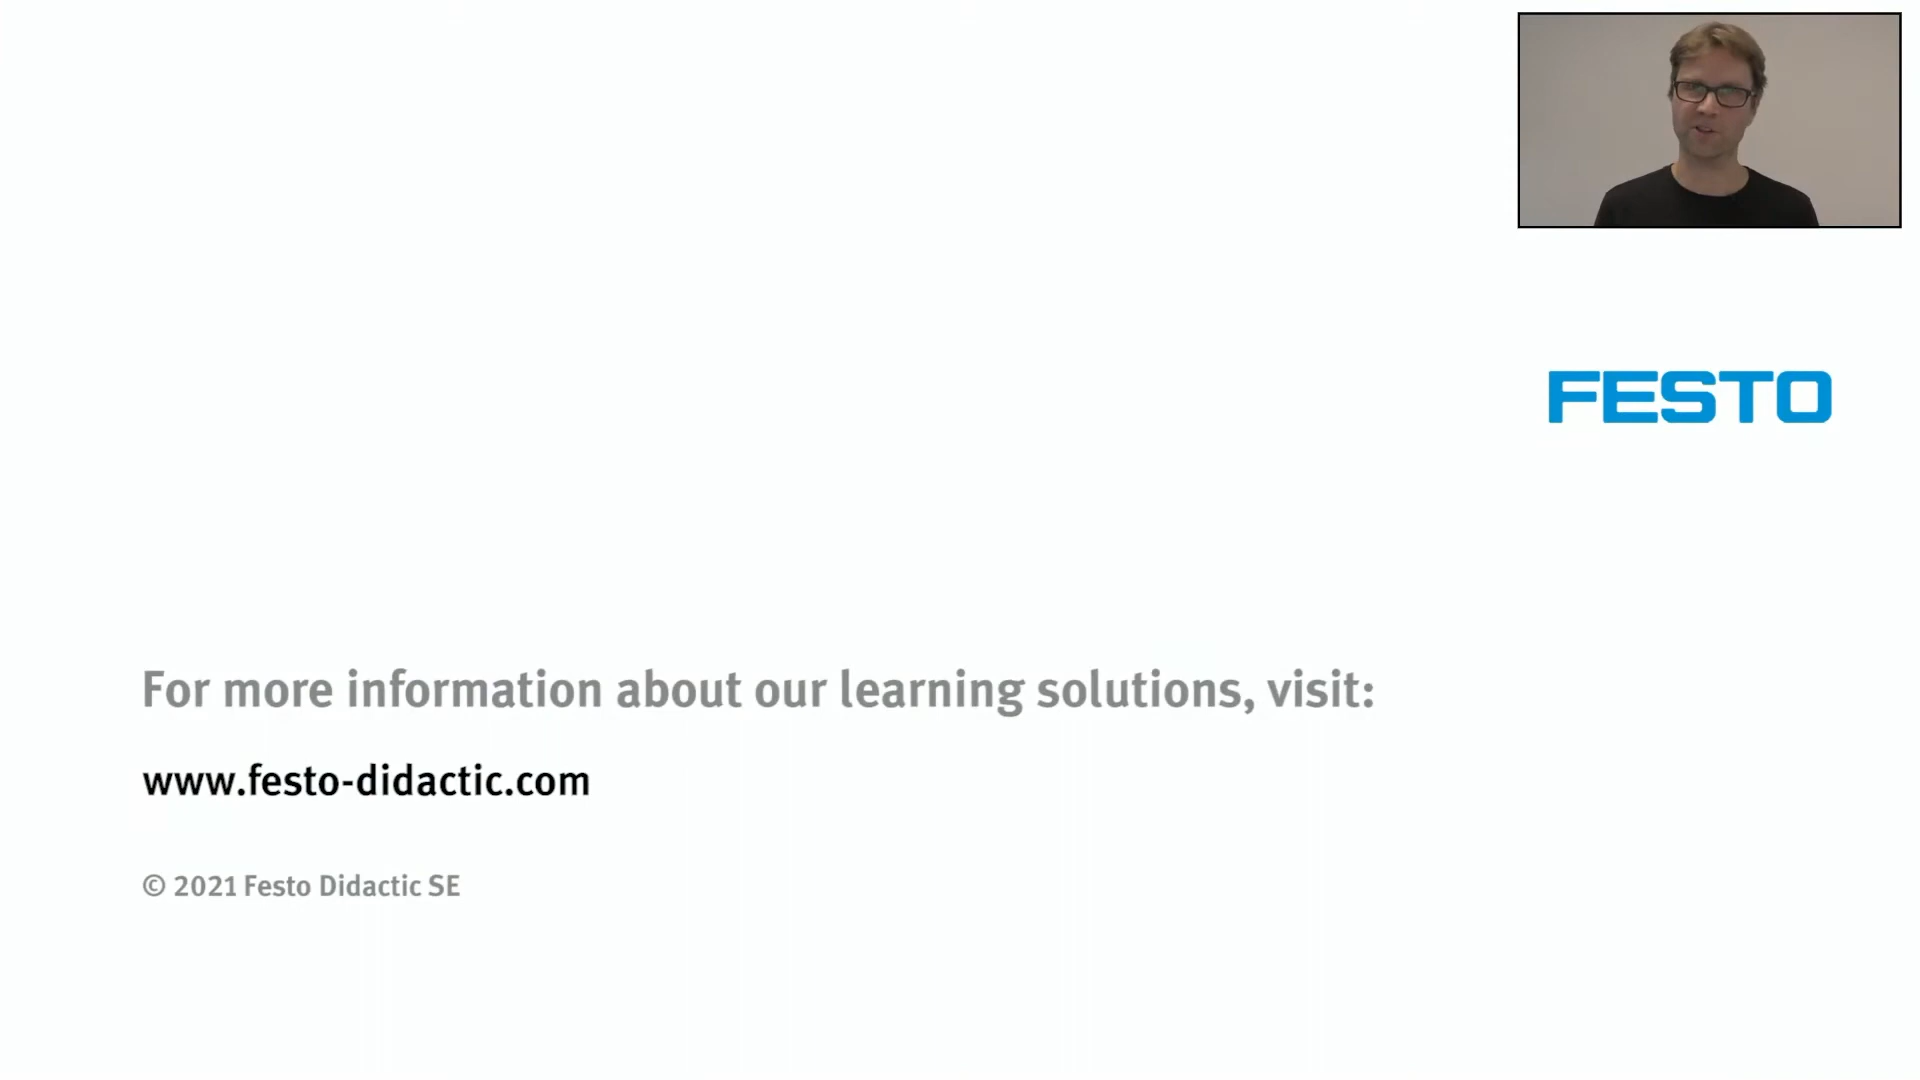 FESTO
For more information about our learning solutions, visit:
www.festo-didactic.com
© 2021 Festo Didactic SE